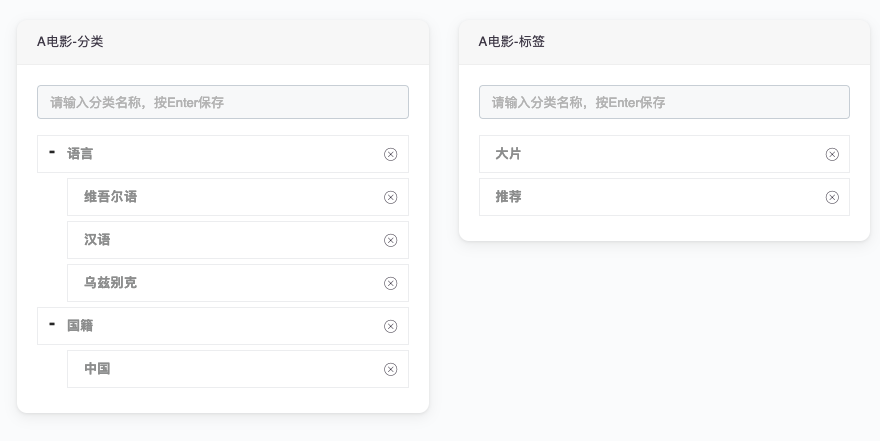 A电影-分类
请输入分类名称，按Enter保存
- 语言
维吾尔语
汉语
乌兹别克
- 国籍
中国
A电影-标签
请输入分类名称，按Enter保存
大片
推荐